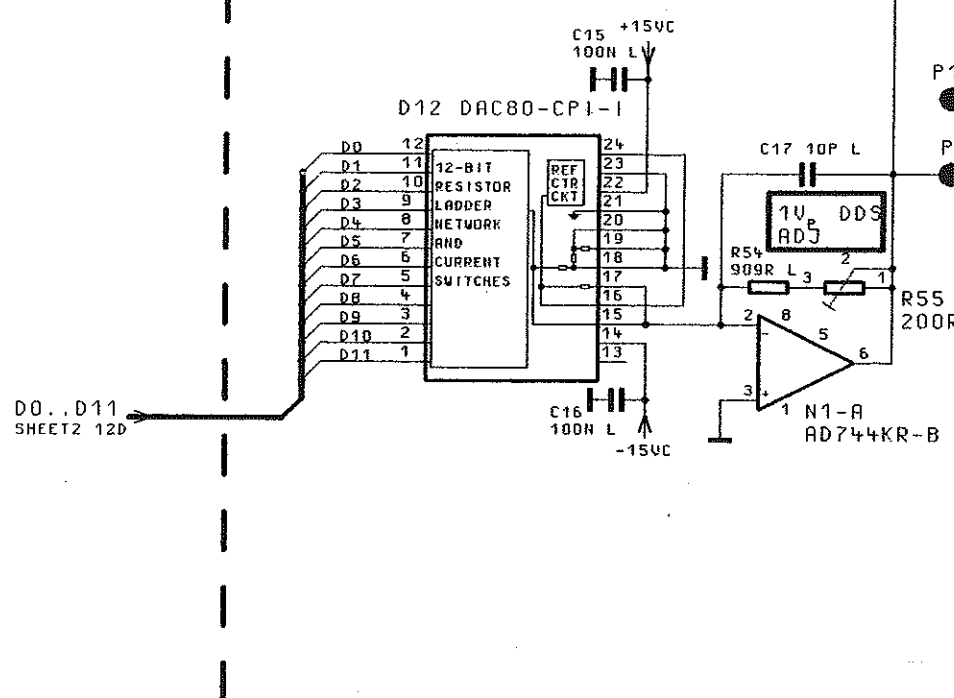 C15 +15VC
100N L
D12 DAC80-CPI-I
P1
P
C17 10P L
D0 12
D1 11
D2 10
D3 9
D4 8
D5 7
D6 6
D7 5
D8 4
D9 3
D10 2
D11 1
12-BIT
RESISTOR
LADDER
NETWORK
AND
CURRENT
SWITCHES
REF
CTR
CKT
24
23
22
21
20
19
18
17
16
15
14
13
1Vp DDS
ADJ
R54
909R L
3
2
1
R55
200R
2
8
5
6
3
1
N1-A
AD744KR-B
D0..D11
SHEET2 12D
C16
100N L
-15VC